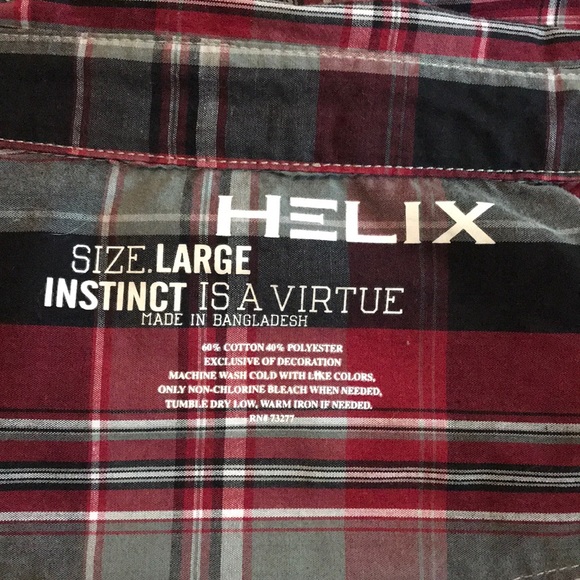 HELIX
SIZE.LARGE
INSTINCT IS A VIRTUE
MADE IN BANGLADESH
60% COTTON 40% POLYESTER
EXCLUSIVE OF DECORATION
MACHINE WASH COLD WITH LIKE COLORS,
ONLY NON-CHLORINE BLEACH WHEN NEEDED,
TUMBLE DRY LOW, WARM IRON IF NEEDED.
RN# 73277